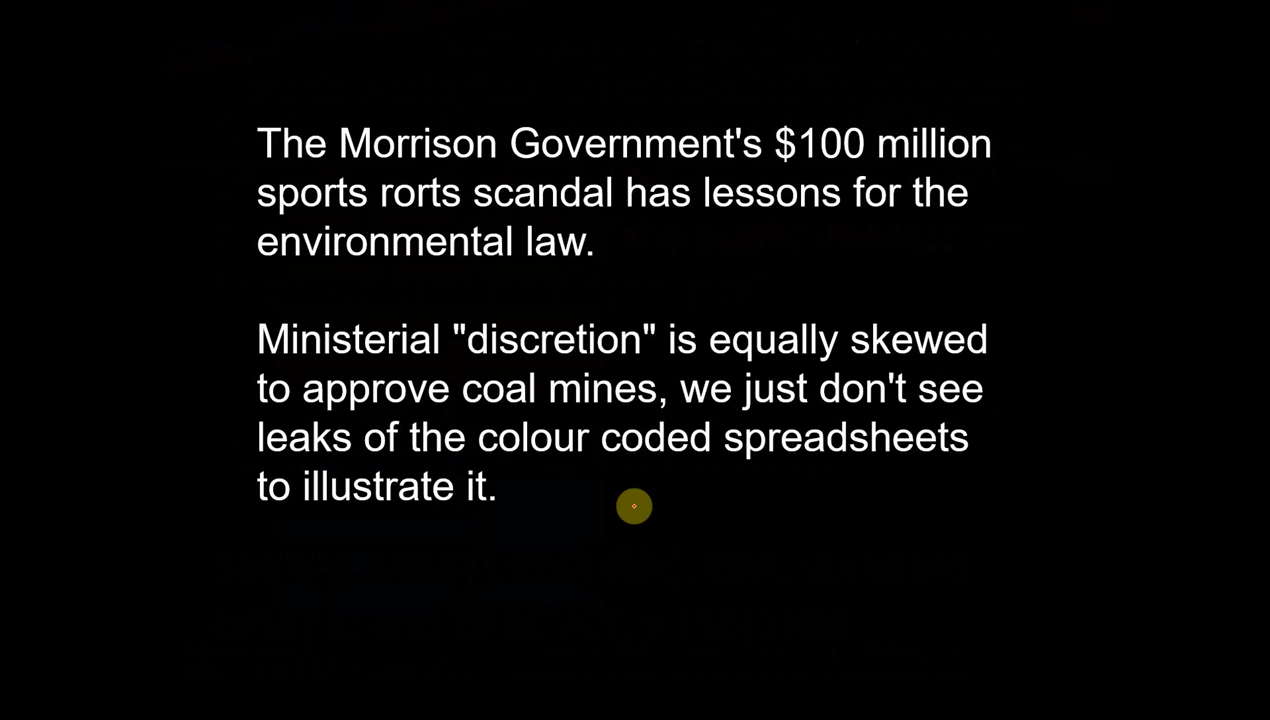 The Morrison Government's $100 million
sports rorts scandal has lessons for the
environmental law.
Ministerial "discretion" is equally skewed
to approve coal mines, we just don't see
leaks of the colour coded spreadsheets
to illustrate it.